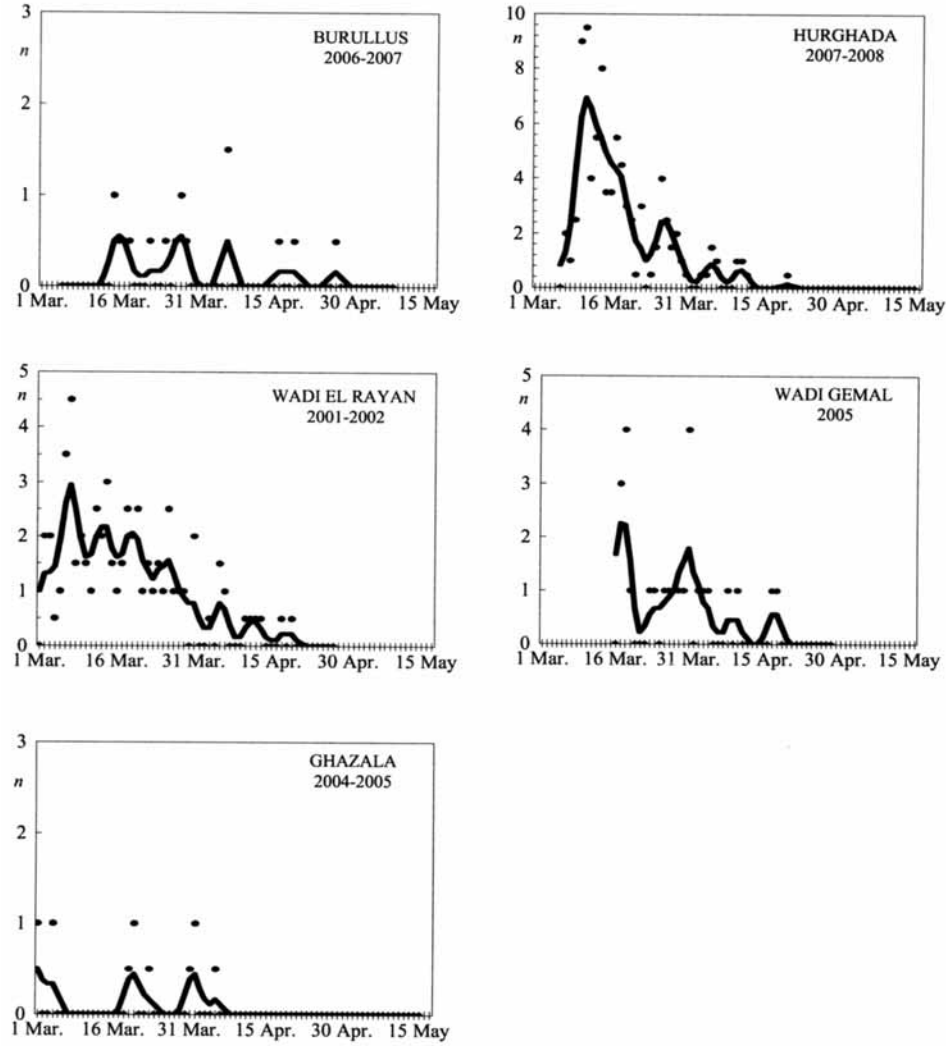 3
n
2
1
0
BURULLUS
2006-2007
1 Mar. 16 Mar. 31 Mar. 15 Apr. 30 Apr. 15 May
10
n
8
6
4
2
0
HURGHADA
2007-2008
1 Mar. 16 Mar. 31 Mar. 15 Apr. 30 Apr. 15 May
5
n
4
3
2
1
0
WADI EL RAYAN
2001-2002
1 Mar. 16 Mar. 31 Mar. 15 Apr. 30 Apr. 15 May
5
n
4
3
2
1
0
WADI GEMAL
2005
1 Mar. 16 Mar. 31 Mar. 15 Apr. 30 Apr. 15 May
3
n
2
1
0
GHAZALA
2004-2005
1 Mar. 16 Mar. 31 Mar. 15 Apr. 30 Apr. 15 May